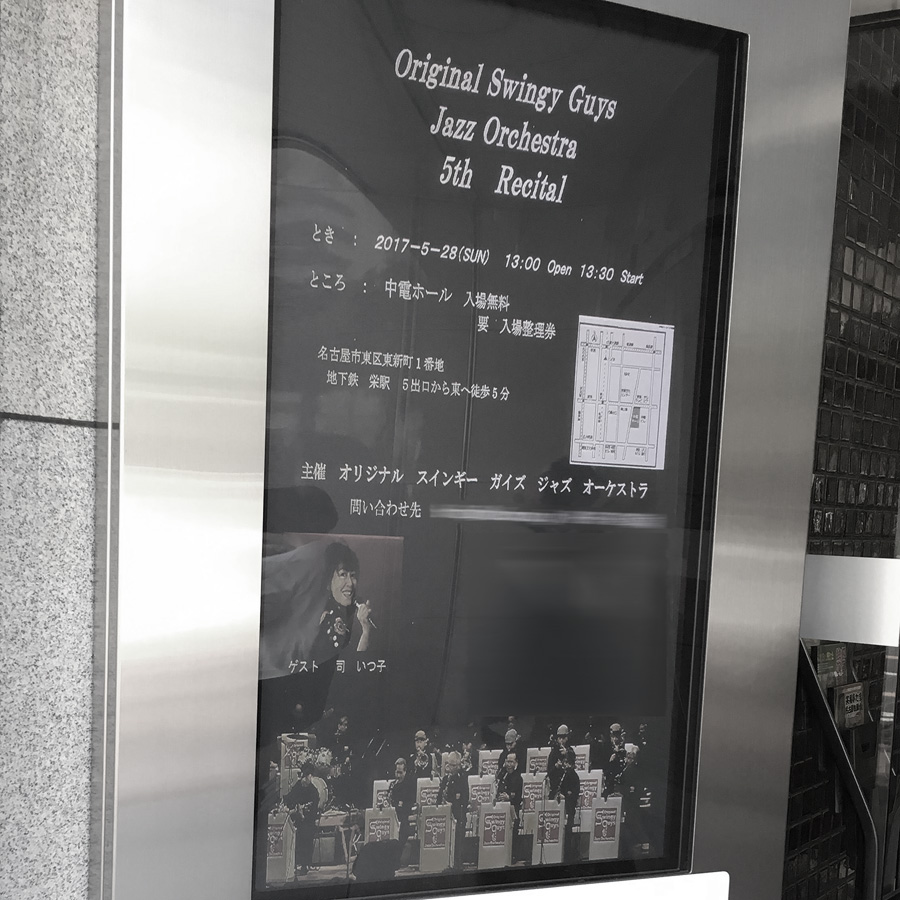 Original Swingy Guys
Jazz Orchestra
5th Recital
とき : 2017-5-28(SUN) 13:00 Open 13:30 Start
ところ : 中電ホール 入場無料
要 入場整理券
名古屋市東区東新町1番地
地下鉄 栄駅 5出口から東へ徒歩5分
主催 オリジナル スインギー ガイズ ジャズ オーケストラ
問い合わせ先
ゲスト 司 いつ子